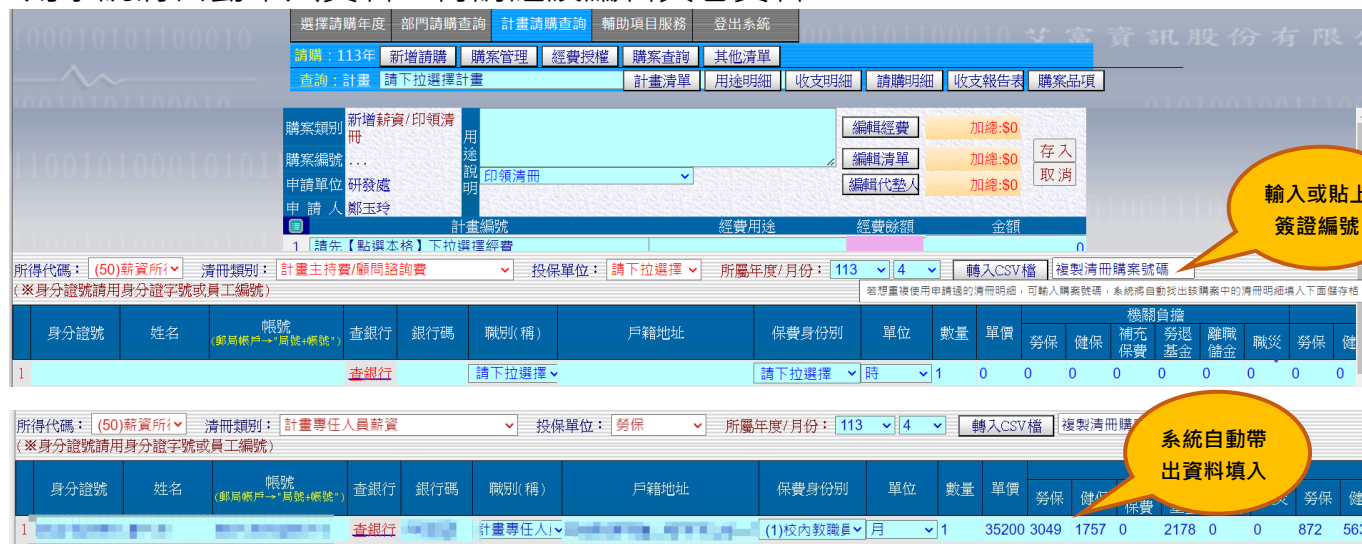 選擇請購年度 部門請購查詢 計畫請購查詢 輔助項目服務 登出系統
艾富資訊股份有限
請購：113年 新增請購 購案管理 經費授權 購案查詢 其他清單
查詢：計畫 請下拉選擇計畫 計畫清單 用途明細 收支明細 請購明細 收支報告表 購案品項
購案類別 新增薪資/印領清冊
購案編號 ...
申請單位 研發處
申 請 人 鄭玉玲
用途說明
印領清冊
編輯經費 加總:$0
編輯清單 加總:$0
編輯代墊人 加總:$0
存入
取消
輸入或貼上
簽證編號
計畫編號 經費用途 經費餘額 金額
1 請先【點選本格】下拉選擇經費 0
所得代碼： (50)薪資所 清冊類別： 計畫主持費/顧問諮詢費 投保單位： 請下拉選擇 所屬年度/月份： 113 4 轉入CSV檔 複製清冊購案號碼
(※身分證號請用身分證字號或員工編號)
若想重複使用申請過的清冊明細，可輸入購案號碼，系統將自動找出該購案中的清冊明細填入下面儲存格
身分證號 姓名 帳號 (郵局帳戶→"局號+帳號") 查銀行 銀行碼 職別(稱) 戶籍地址 保費身份別 單位 數量 單價 機關負擔 勞保 健保 補充保費 勞退基金 離職儲金 職災 勞保
1 查銀行 請下拉選擇 請下拉選擇 時 1 0 0 0 0 0 0 0 0 0
所得代碼： (50)薪資所 清冊類別： 計畫專任人員薪資 投保單位： 勞保 所屬年度/月份： 113 4 轉入CSV檔 複製清冊購
(※身分證號請用身分證字號或員工編號)
系統自動帶
出資料填入
身分證號 姓名 帳號 (郵局帳戶→"局號+帳號") 查銀行 銀行碼 職別(稱) 戶籍地址 保費身份別 單位 數量 單價 勞保 健保 保費 勞保
1 查銀行 計畫專任人 (1)校內教職員 月 1 35200 3049 1757 0 2178 0 0 872 563